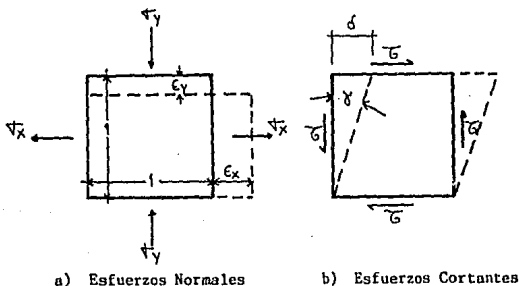 σy
δ
τ
εy
σx
γ
τ
τ
σx
1
1
εx
τ
σy
a) Esfuerzos Normales
b) Esfuerzos Cortantes